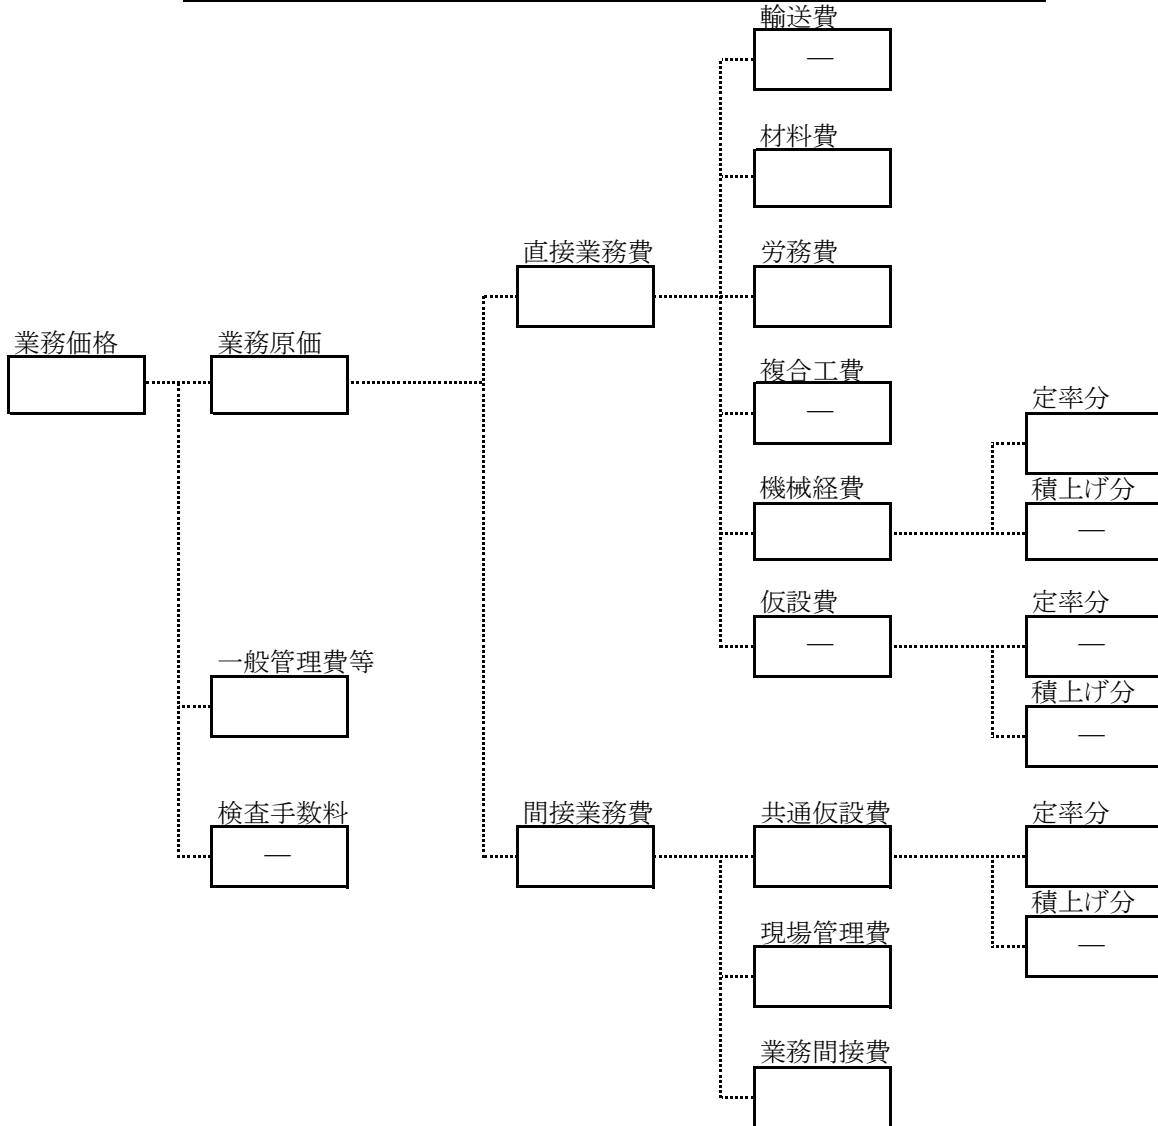 輸送費
―
材料費
直接業務費
労務費
業務価格
業務原価
複合工費
―
定率分
機械経費
積上げ分
―
仮設費
―
定率分
―
一般管理費等
積上げ分
―
検査手数料
―
間接業務費
共通仮設費
定率分
積上げ分
―
現場管理費
業務間接費